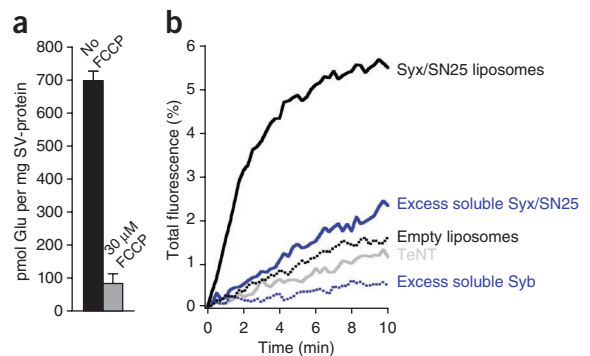 a
pmol Glu per mg SV-protein
800
700
600
500
400
300
200
100
0
No
FCCP
30 µM
FCCP
b
Total fluorescence (%)
6
5
4
3
2
1
0
0 2 4 6 8 10
Time (min)
Syx/SN25 liposomes
Excess soluble Syx/SN25
Empty liposomes
TeNT
Excess soluble Syb